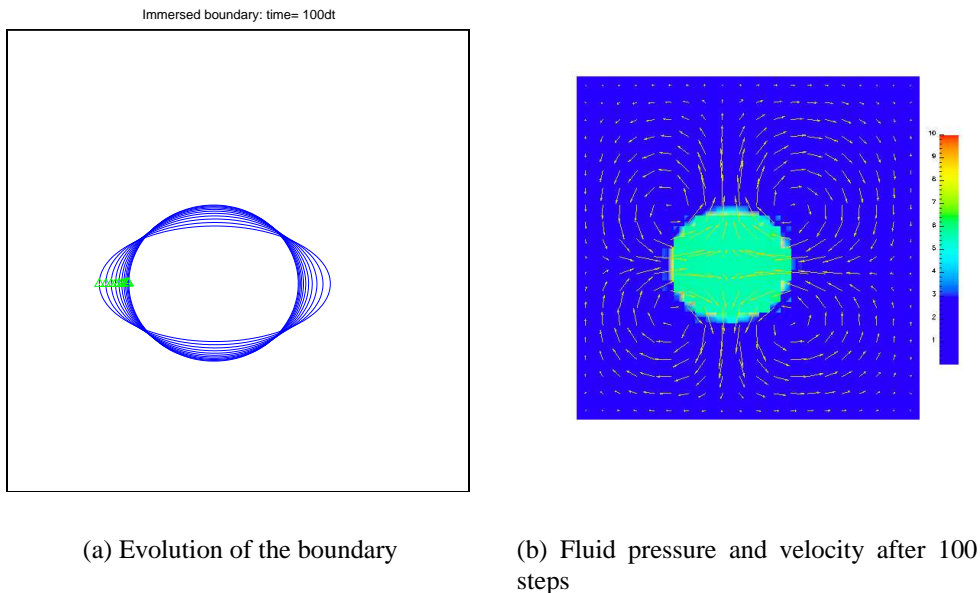 Immersed boundary: time= 100dt
10
9
8
7
6
5
4
3
2
1
(a) Evolution of the boundary
(b) Fluid pressure and velocity after 100
steps